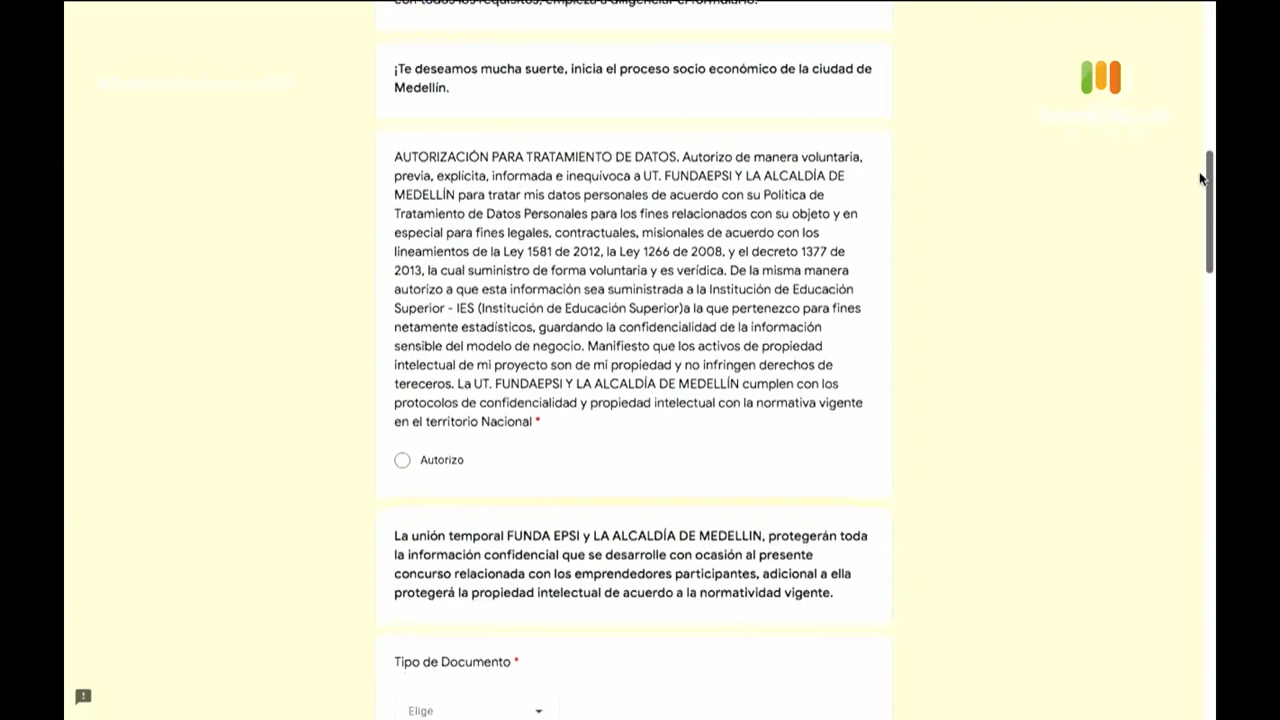 con todos los requisitos, empieza a diligenciar el formulario.
¡Te deseamos mucha suerte, inicia el proceso socio económico de la ciudad de
Medellín.
AUTORIZACIÓN PARA TRATAMIENTO DE DATOS. Autorizo de manera voluntaria,
previa, explícita, informada e inequívoca a UT. FUNDAEPSI Y LA ALCALDÍA DE
MEDELLÍN para tratar mis datos personales de acuerdo con su Política de
Tratamiento de Datos Personales para los fines relacionados con su objeto y en
especial para fines legales, contractuales, misionales de acuerdo con los
lineamientos de la Ley 1581 de 2012, la Ley 1266 de 2008, y el decreto 1377 de
2013, la cual suministro de forma voluntaria y es verídica. De la misma manera
autorizo a que esta información sea suministrada a la Institución de Educación
Superior - IES (Institución de Educación Superior)a la que pertenezco para fines
netamente estadísticos, guardando la confidencialidad de la información
sensible del modelo de negocio. Manifiesto que los activos de propiedad
intelectual de mi proyecto son de mi propiedad y no infringen derechos de
tereceros. La UT. FUNDAEPSI Y LA ALCALDÍA DE MEDELLÍN cumplen con los
protocolos de confidencialidad y propiedad intelectual con la normativa vigente
en el territorio Nacional *
Autorizo
La unión temporal FUNDA EPSI y LA ALCALDÍA DE MEDELLIN, protegerán toda
la información confidencial que se desarrolle con ocasión al presente
concurso relacionada con los emprendedores participantes, adicional a ella
protegerá la propiedad intelectual de acuerdo a la normatividad vigente.
Tipo de Documento *
Elige